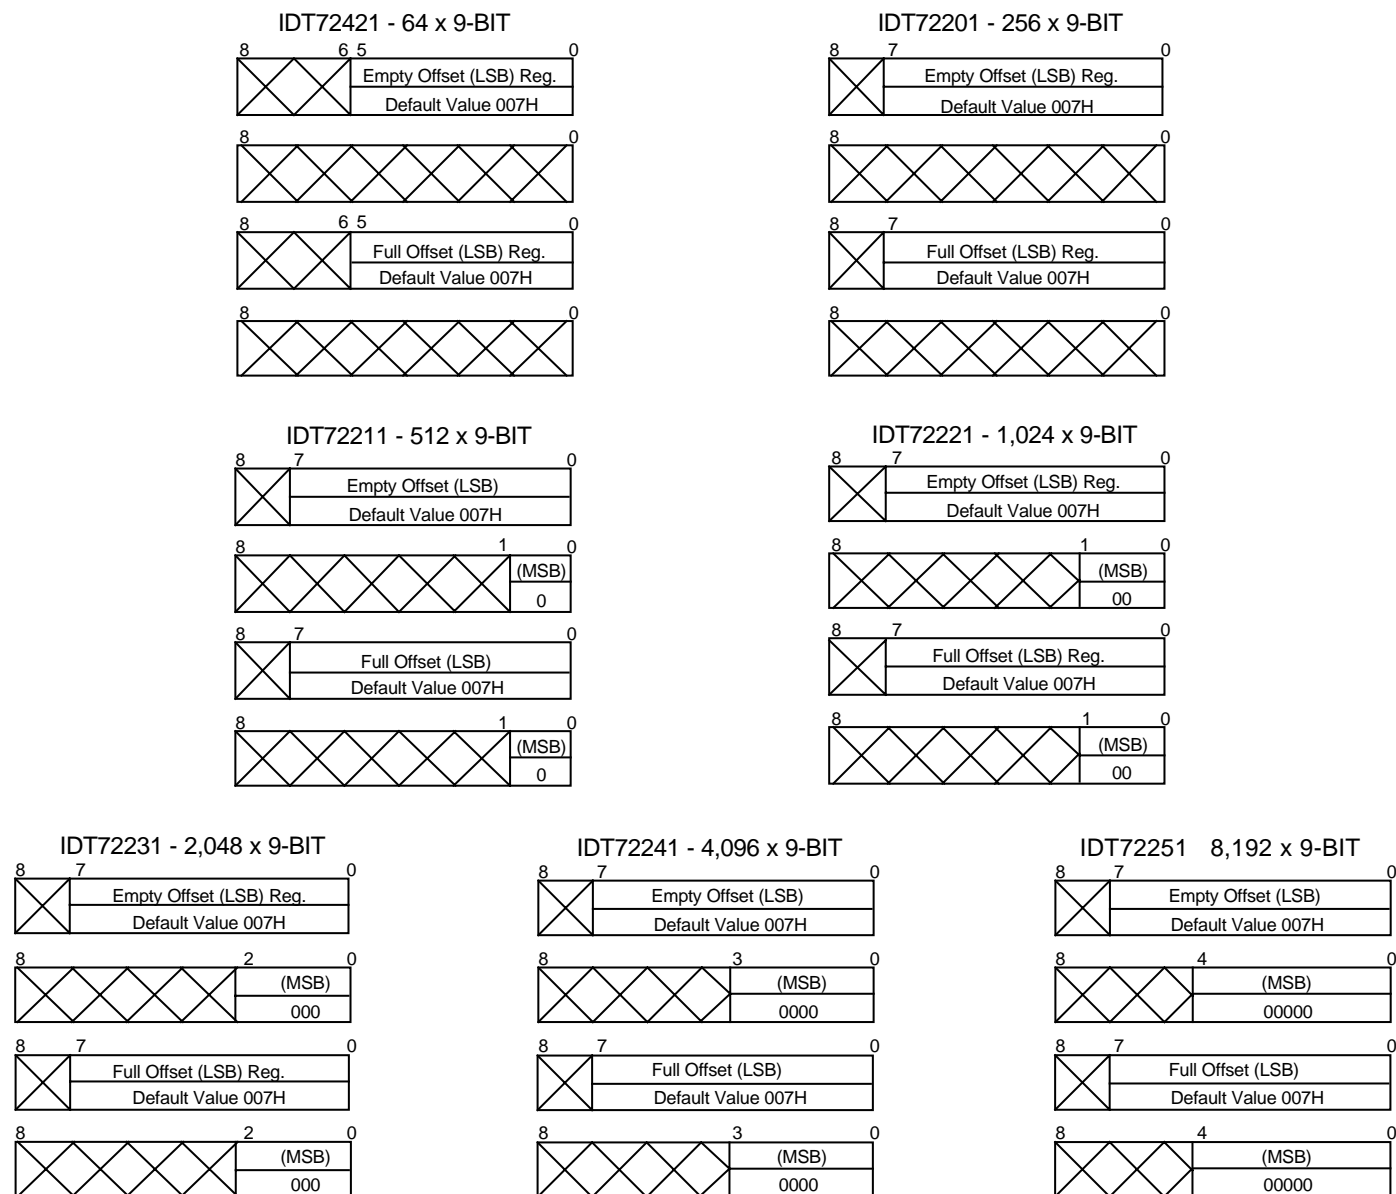 IDT72421 - 64 x 9-BIT
8 6 5 0
Empty Offset (LSB) Reg.
Default Value 007H
8 0
8 6 5 0
Full Offset (LSB) Reg.
Default Value 007H
8 0
IDT72201 - 256 x 9-BIT
8 7 0
Empty Offset (LSB) Reg.
Default Value 007H
8 0
8 7 0
Full Offset (LSB) Reg.
Default Value 007H
8 0
IDT72211 - 512 x 9-BIT
8 7 0
Empty Offset (LSB)
Default Value 007H
8 1 0
(MSB)
0
8 7 0
Full Offset (LSB)
Default Value 007H
8 1 0
(MSB)
0
IDT72221 - 1,024 x 9-BIT
8 7 0
Empty Offset (LSB) Reg.
Default Value 007H
8 1 0
(MSB)
00
8 7 0
Full Offset (LSB) Reg.
Default Value 007H
8 1 0
(MSB)
00
IDT72231 - 2,048 x 9-BIT
8 7 0
Empty Offset (LSB) Reg.
Default Value 007H
8 2 0
(MSB)
000
8 7 0
Full Offset (LSB) Reg.
Default Value 007H
8 2 0
(MSB)
000
IDT72241 - 4,096 x 9-BIT
8 7 0
Empty Offset (LSB)
Default Value 007H
8 3 0
(MSB)
0000
8 7 0
Full Offset (LSB)
Default Value 007H
8 3 0
(MSB)
0000
IDT72251 8,192 x 9-BIT
8 7 0
Empty Offset (LSB)
Default Value 007H
8 4 0
(MSB)
00000
8 7 0
Full Offset (LSB)
Default Value 007H
8 4 0
(MSB)
00000